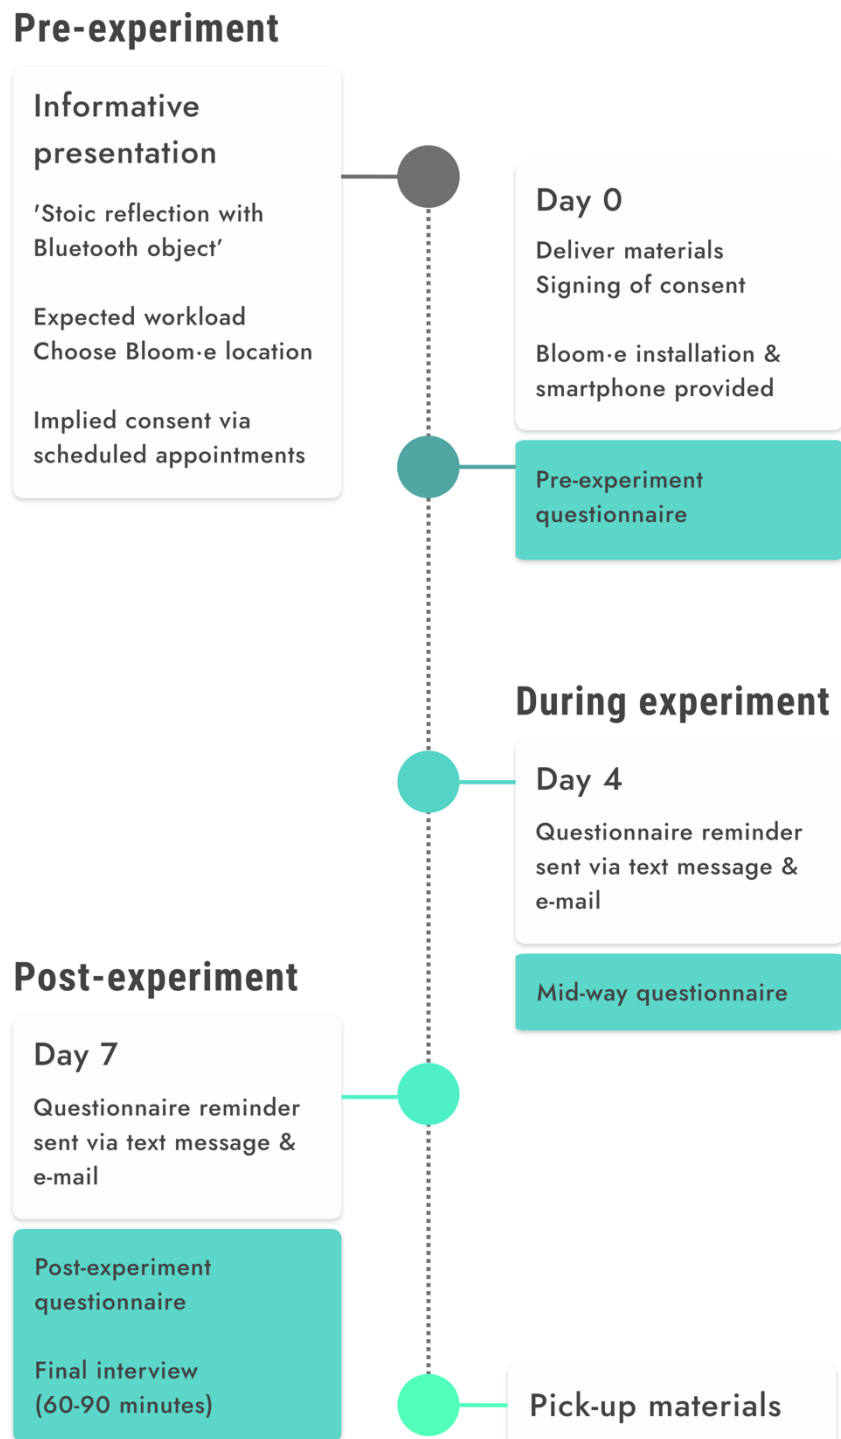 Pre-experiment
Informative
presentation
'Stoic reflection with
Bluetooth object’
Expected workload
Choose Bloom·e location
Implied consent via
scheduled appointments
Day 0
Deliver materials
Signing of consent
Bloom·e installation &
smartphone provided
Pre-experiment
questionnaire
During experiment
Day 4
Questionnaire reminder
sent via text message &
e-mail
Mid-way questionnaire
Post-experiment
Day 7
Questionnaire reminder
sent via text message &
e-mail
Post-experiment
questionnaire
Final interview
(60-90 minutes)
Pick-up materials